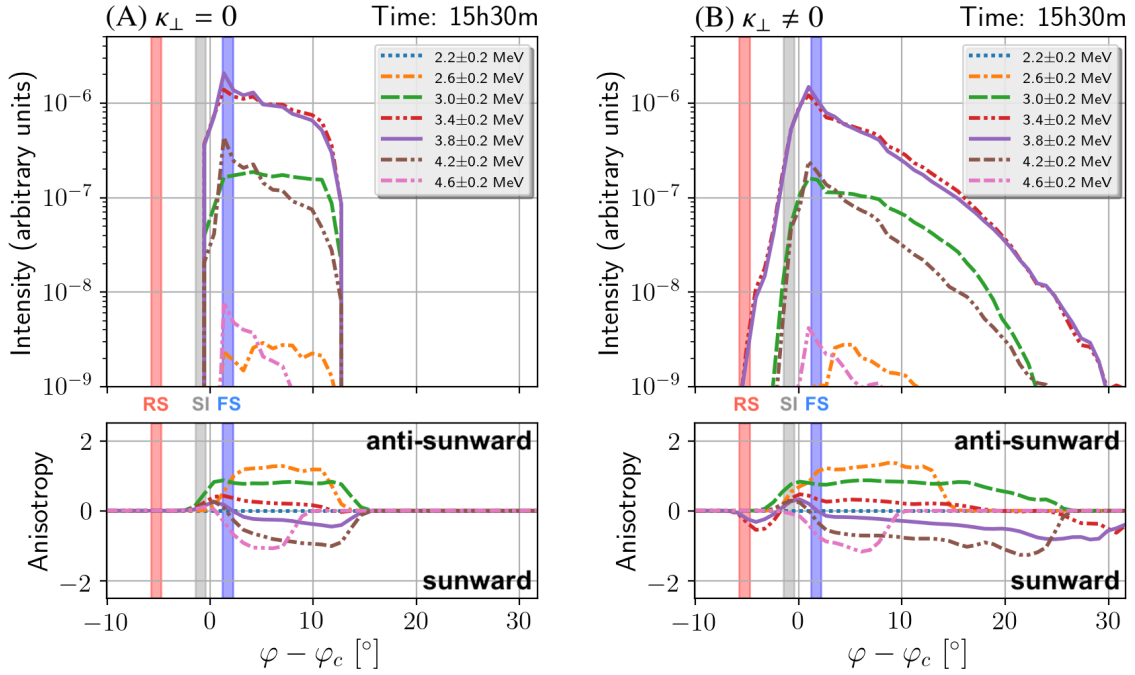 (A) κ⊥ = 0
Time: 15h30m
Intensity (arbitrary units)
10⁻⁶
10⁻⁷
10⁻⁸
10⁻⁹
2.2±0.2 MeV
2.6±0.2 MeV
3.0±0.2 MeV
3.4±0.2 MeV
3.8±0.2 MeV
4.2±0.2 MeV
4.6±0.2 MeV
RS SI FS
Anisotropy
2
0
−2
anti-sunward
sunward
−10 0 10 20 30
φ − φc [°]
(B) κ⊥ ≠ 0
Time: 15h30m
Intensity (arbitrary units)
10⁻⁶
10⁻⁷
10⁻⁸
10⁻⁹
2.2±0.2 MeV
2.6±0.2 MeV
3.0±0.2 MeV
3.4±0.2 MeV
3.8±0.2 MeV
4.2±0.2 MeV
4.6±0.2 MeV
RS SI FS
Anisotropy
2
0
−2
anti-sunward
sunward
−10 0 10 20 30
φ − φc [°]